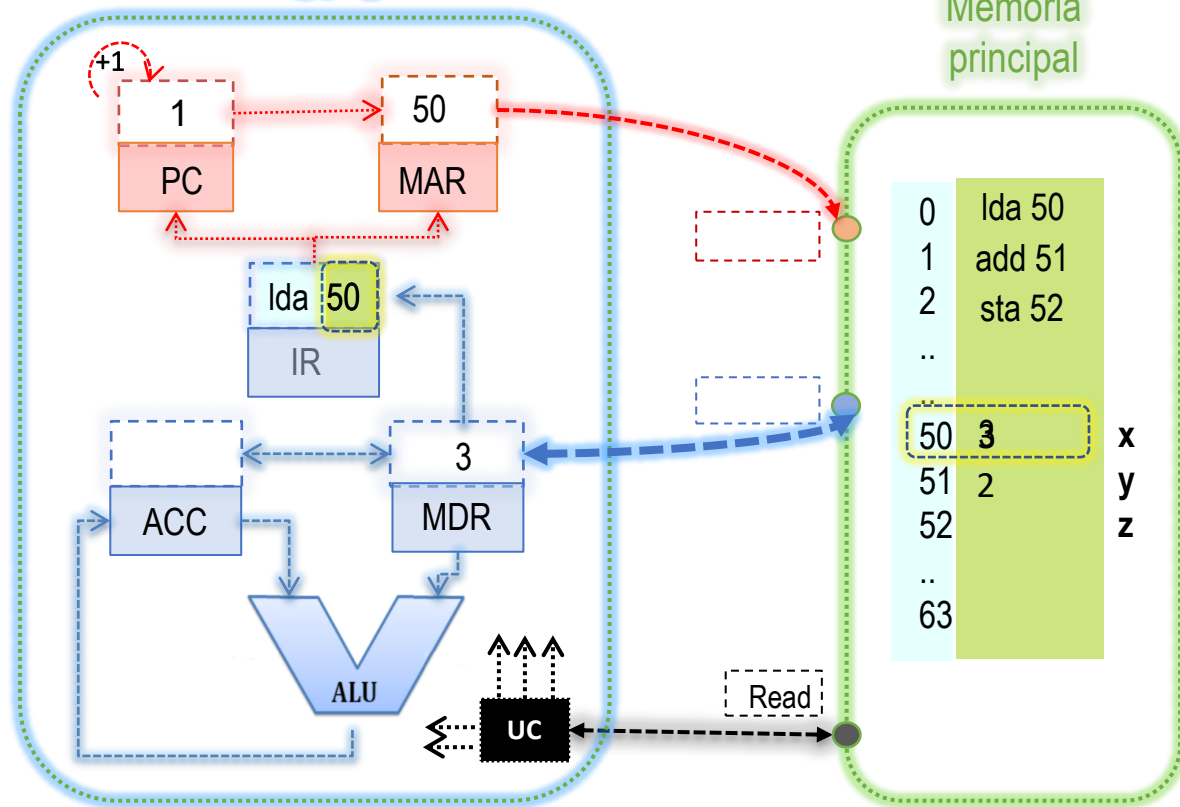 Memoria
principal
+1
1
50
PC
MAR
lda 50
IR
3
ACC
MDR
ALU
UC
Read
0 lda 50
1 add 51
2 sta 52
..
..
50 3 x
51 2 y
52 z
..
63